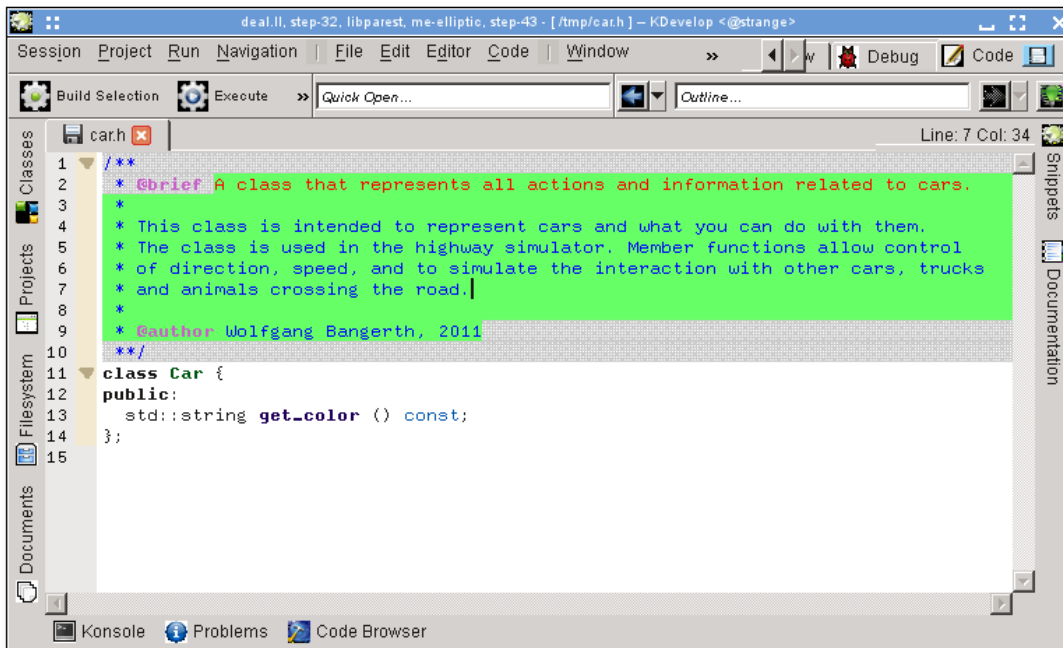 deal.II, step-32, libparest, me-elliptic, step-43 - [ /tmp/car.h ] – KDevelop <@strange>
Session Project Run Navigation | File Edit Editor Code | Window » w Debug Code
Build Selection Execute » Quick Open... Outline...
car.h Line: 7 Col: 34
Classes
Projects
Filesystem
Documents
1 /**
2 * @brief A class that represents all actions and information related to cars.
3 *
4 * This class is intended to represent cars and what you can do with them.
5 * The class is used in the highway simulator. Member functions allow control
6 * of direction, speed, and to simulate the interaction with other cars, trucks
7 * and animals crossing the road.
8 *
9 * @author Wolfgang Bangerth, 2011
10 **/
11 class Car {
12 public:
13 std::string get_color () const;
14 };
15
Snippets
Documentation
Konsole Problems Code Browser